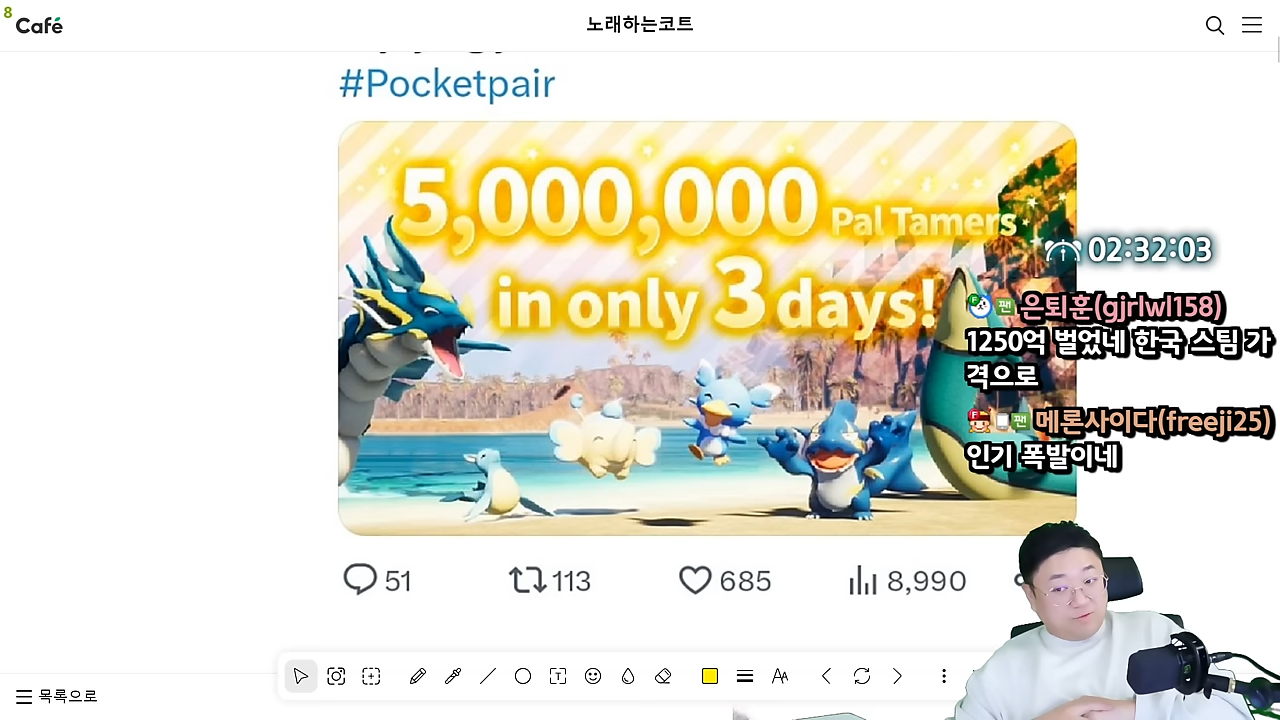 8
Café
노래하는코트
#Pocketpair
5,000,000 Pal Tamers
in only 3 days!
02:32:03
은퇴훈(gjrlwl158)
1250억 벌었네 한국 스팀 가
격으로
메론사이다(freeji25)
인기 폭발이네
51
113
685
8,990
목록으로